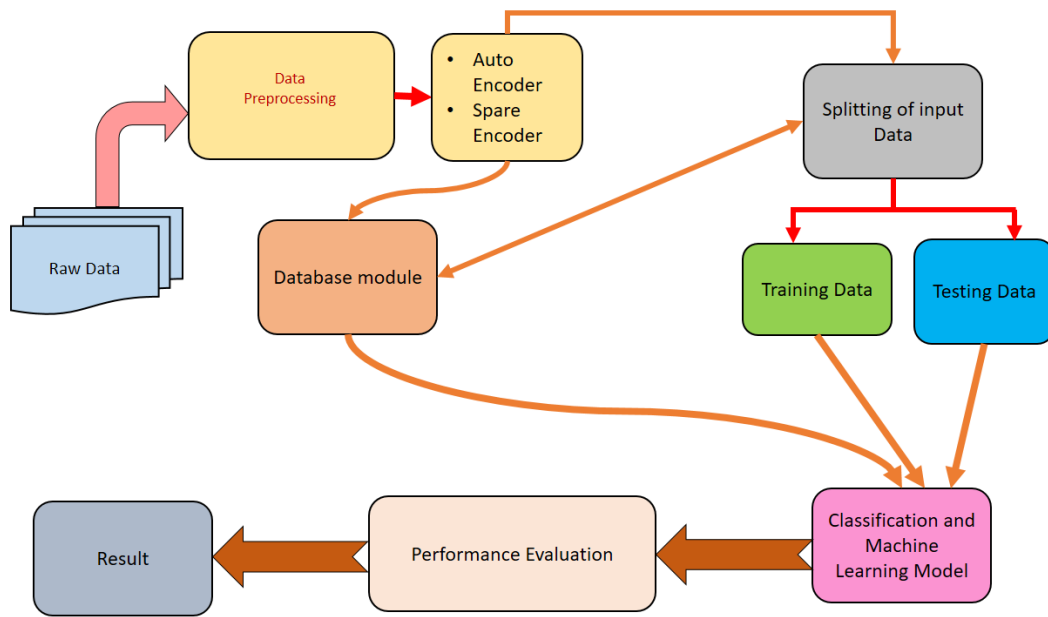 Data
Preprocessing
• Auto
Encoder
• Spare
Encoder
Splitting of input
Data
Raw Data
Database module
Training Data
Testing Data
Result
Performance Evaluation
Classification and
Machine
Learning Model